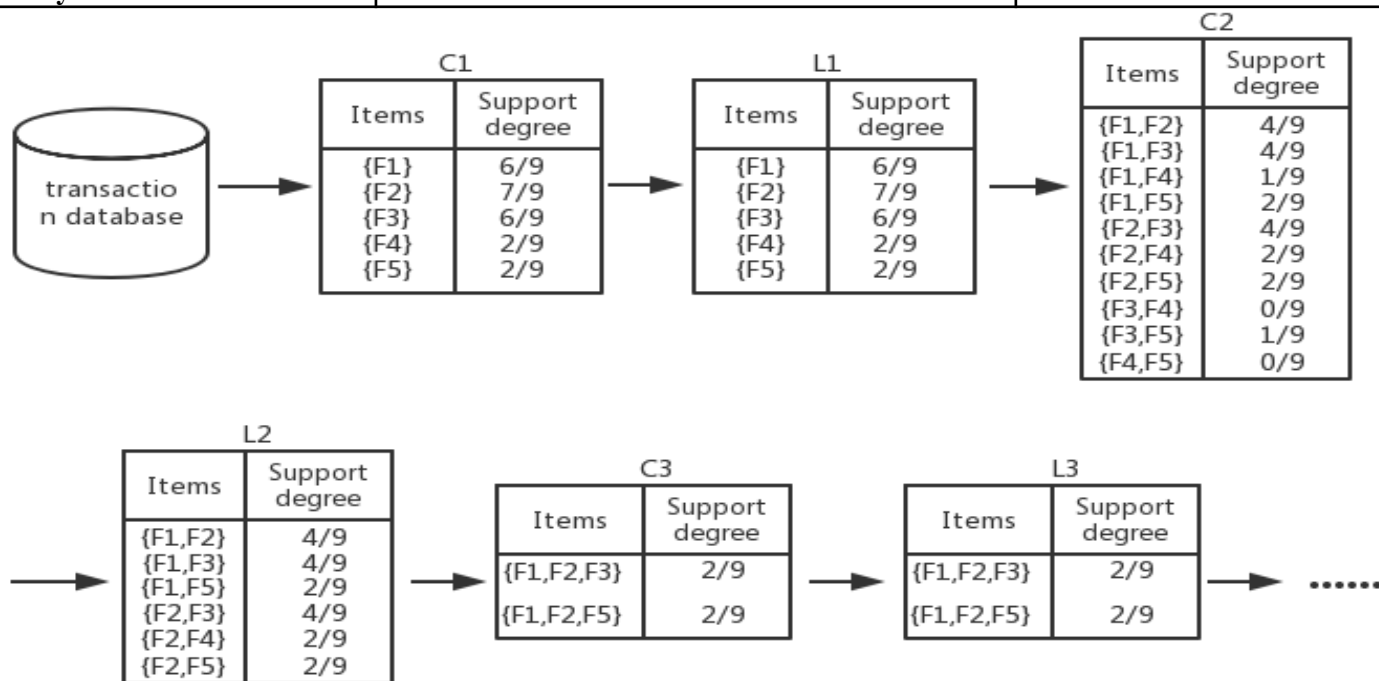 C2
C1
L1
Items Support
degree
{F1,F2} 4/9
{F1,F3} 4/9
{F1,F4} 1/9
{F1,F5} 2/9
{F2,F3} 4/9
{F2,F4} 2/9
{F2,F5} 2/9
{F3,F4} 0/9
{F3,F5} 1/9
{F4,F5} 0/9
transactio
n database
Items Support
degree
{F1} 6/9
{F2} 7/9
{F3} 6/9
{F4} 2/9
{F5} 2/9
Items Support
degree
{F1} 6/9
{F2} 7/9
{F3} 6/9
{F4} 2/9
{F5} 2/9
L2
Items Support
degree
{F1,F2} 4/9
{F1,F3} 4/9
{F1,F5} 2/9
{F2,F3} 4/9
{F2,F4} 2/9
{F2,F5} 2/9
C3
Items Support
degree
{F1,F2,F3} 2/9
{F1,F2,F5} 2/9
L3
Items Support
degree
{F1,F2,F3} 2/9
{F1,F2,F5} 2/9
......